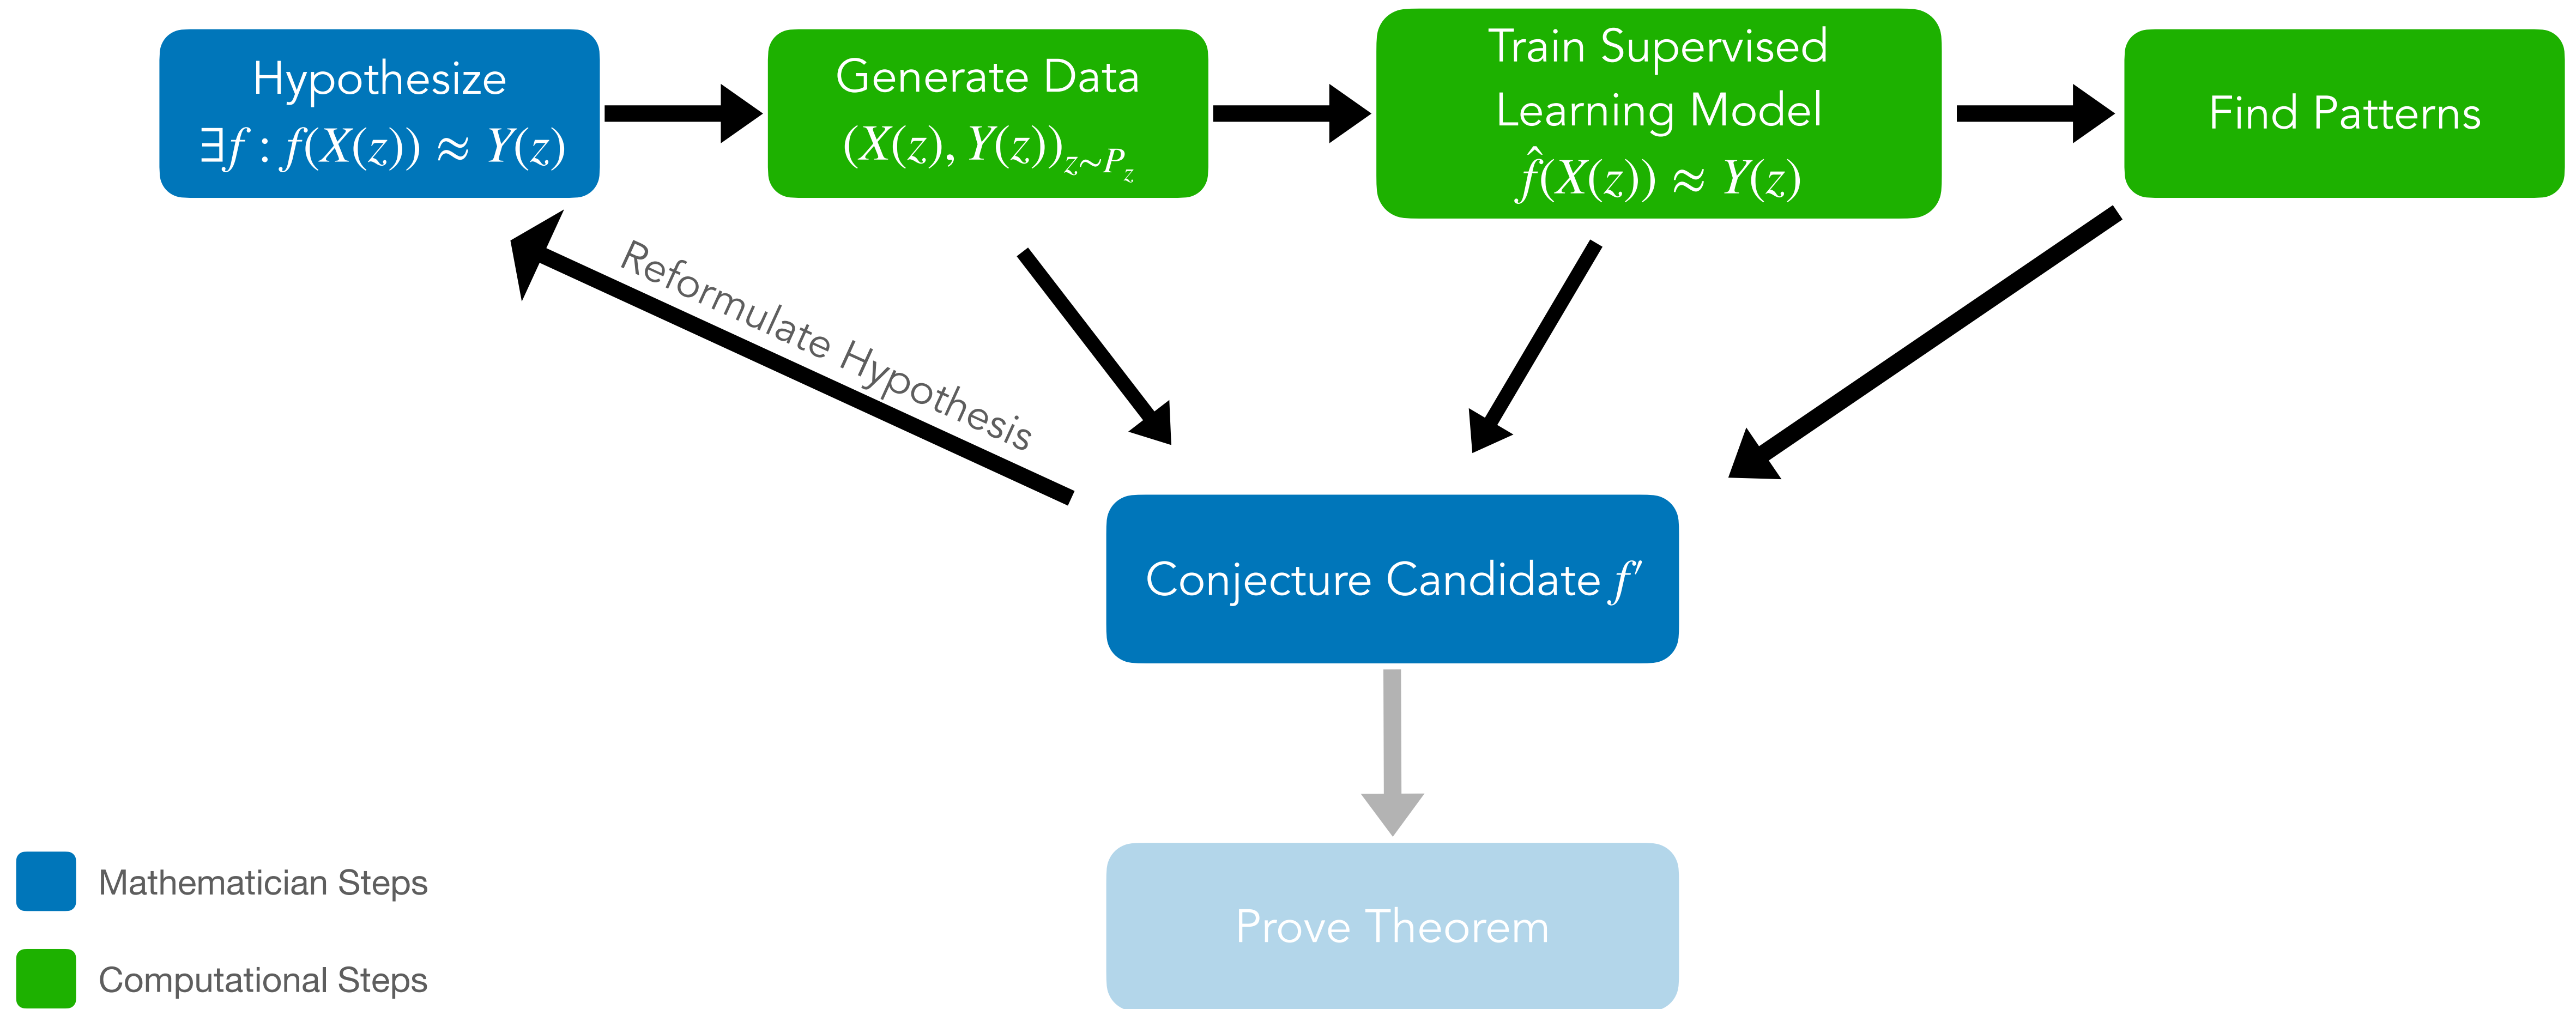 Hypothesize
∃f : f(X(z)) ≈ Y(z)
Generate Data
(X(z), Y(z))_{z∼P_z}
Train Supervised
Learning Model
f̂(X(z)) ≈ Y(z)
Find Patterns
Reformulate Hypothesis
Conjecture Candidate f′
Prove Theorem
Mathematician Steps
Computational Steps